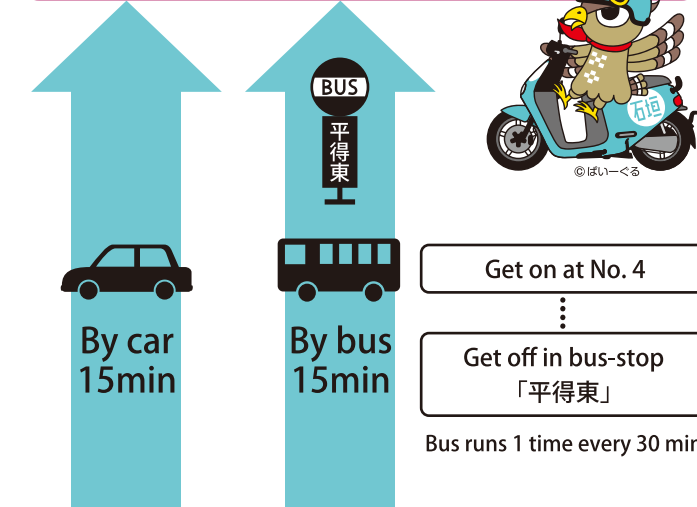 BUS
平得東
石垣
©ぱいーぐる
Get on at No. 4
By car
15min
By bus
15min
Get off in bus-stop
「平得東」
Bus runs 1 time every 30 min